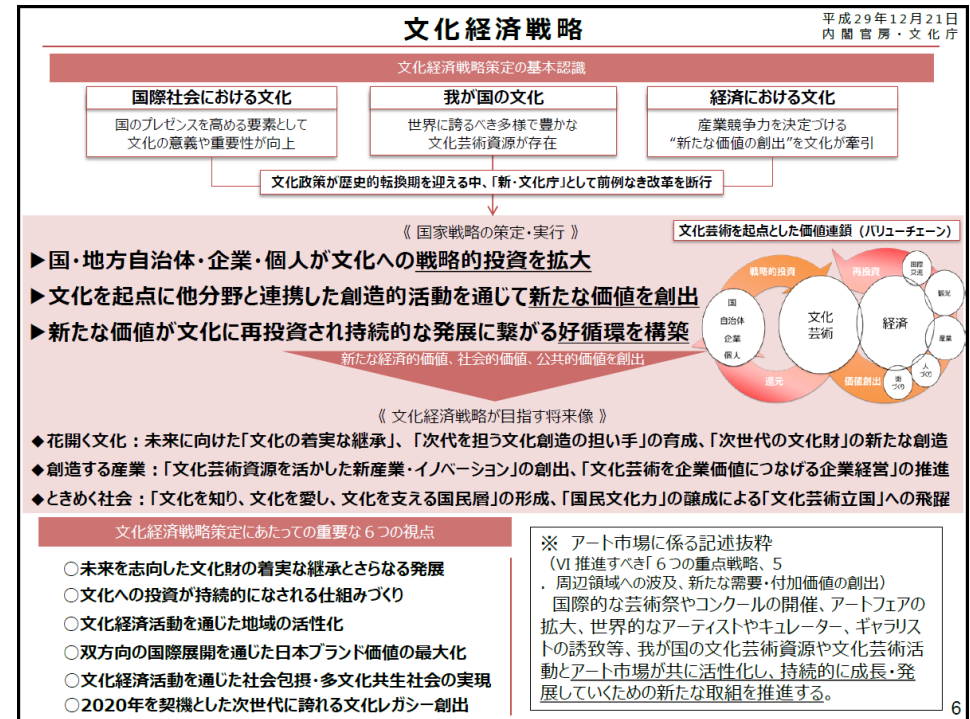 文化経済戦略
平成29年12月21日
内閣官房・文化庁
文化経済戦略策定の基本認識
国際社会における文化
国のプレゼンスを高める要素として
文化の意義や重要性が向上
我が国の文化
世界に誇るべき多様で豊かな
文化芸術資源が存在
経済における文化
産業競争力を決定づける
“新たな価値の創出”を文化が牽引
文化政策が歴史的転換期を迎える中、「新・文化庁」として前例なき改革を断行
《 国家戦略の策定・実行 》
▶国・地方自治体・企業・個人が文化への戦略的投資を拡大
▶文化を起点に他分野と連携した創造的活動を通じて新たな価値を創出
▶新たな価値が文化に再投資され持続的な発展に繋がる好循環を構築
文化芸術を起点とした価値連鎖（バリューチェーン）
戦略的投資
再投資
国際
交流
観光
国
自治体
企業
個人
文化
芸術
経済
産業
人
づくり
街
づくり
還元
価値創出
新たな経済的価値、社会的価値、公共的価値を創出
《 文化経済戦略が目指す将来像 》
◆花開く文化：未来に向けた「文化の着実な継承」、「次代を担う文化創造の担い手」の育成、「次世代の文化財」の新たな創造
◆創造する産業：「文化芸術資源を活かした新産業・イノベーション」の創出、「文化芸術を企業価値につなげる企業経営」の推進
◆ときめく社会：「文化を知り、文化を愛し、文化を支える国民層」の形成、「国民文化力」の醸成による「文化芸術立国」への飛躍
文化経済戦略策定にあたっての重要な６つの視点
○未来を志向した文化財の着実な継承とさらなる発展
○文化への投資が持続的になされる仕組みづくり
○文化経済活動を通じた地域の活性化
○双方向の国際展開を通じた日本ブランド価値の最大化
○文化経済活動を通じた社会包摂・多文化共生社会の実現
○2020年を契機とした次世代に誇れる文化レガシー創出
※ アート市場に係る記述抜粋
（Ⅵ 推進すべき「６つの重点戦略、５
．周辺領域への波及、新たな需要・付加価値の創出）
国際的な芸術祭やコンクールの開催、アートフェアの
拡大、世界的なアーティストやキュレーター、ギャラリス
トの誘致等、我が国の文化芸術資源や文化芸術活
動とアート市場が共に活性化し、持続的に成長・発
展していくための新たな取組を推進する。
6